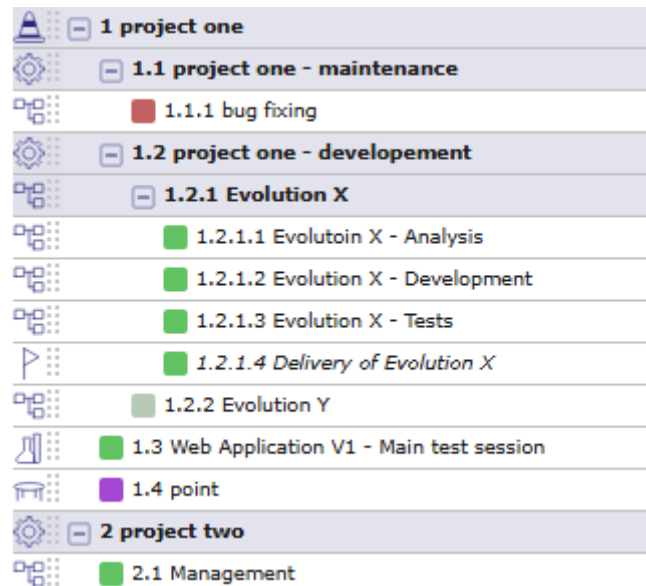 1 project one
1.1 project one - maintenance
1.1.1 bug fixing
1.2 project one - developement
1.2.1 Evolution X
1.2.1.1 Evolutoin X - Analysis
1.2.1.2 Evolution X - Development
1.2.1.3 Evolution X - Tests
1.2.1.4 Delivery of Evolution X
1.2.2 Evolution Y
1.3 Web Application V1 - Main test session
1.4 point
2 project two
2.1 Management